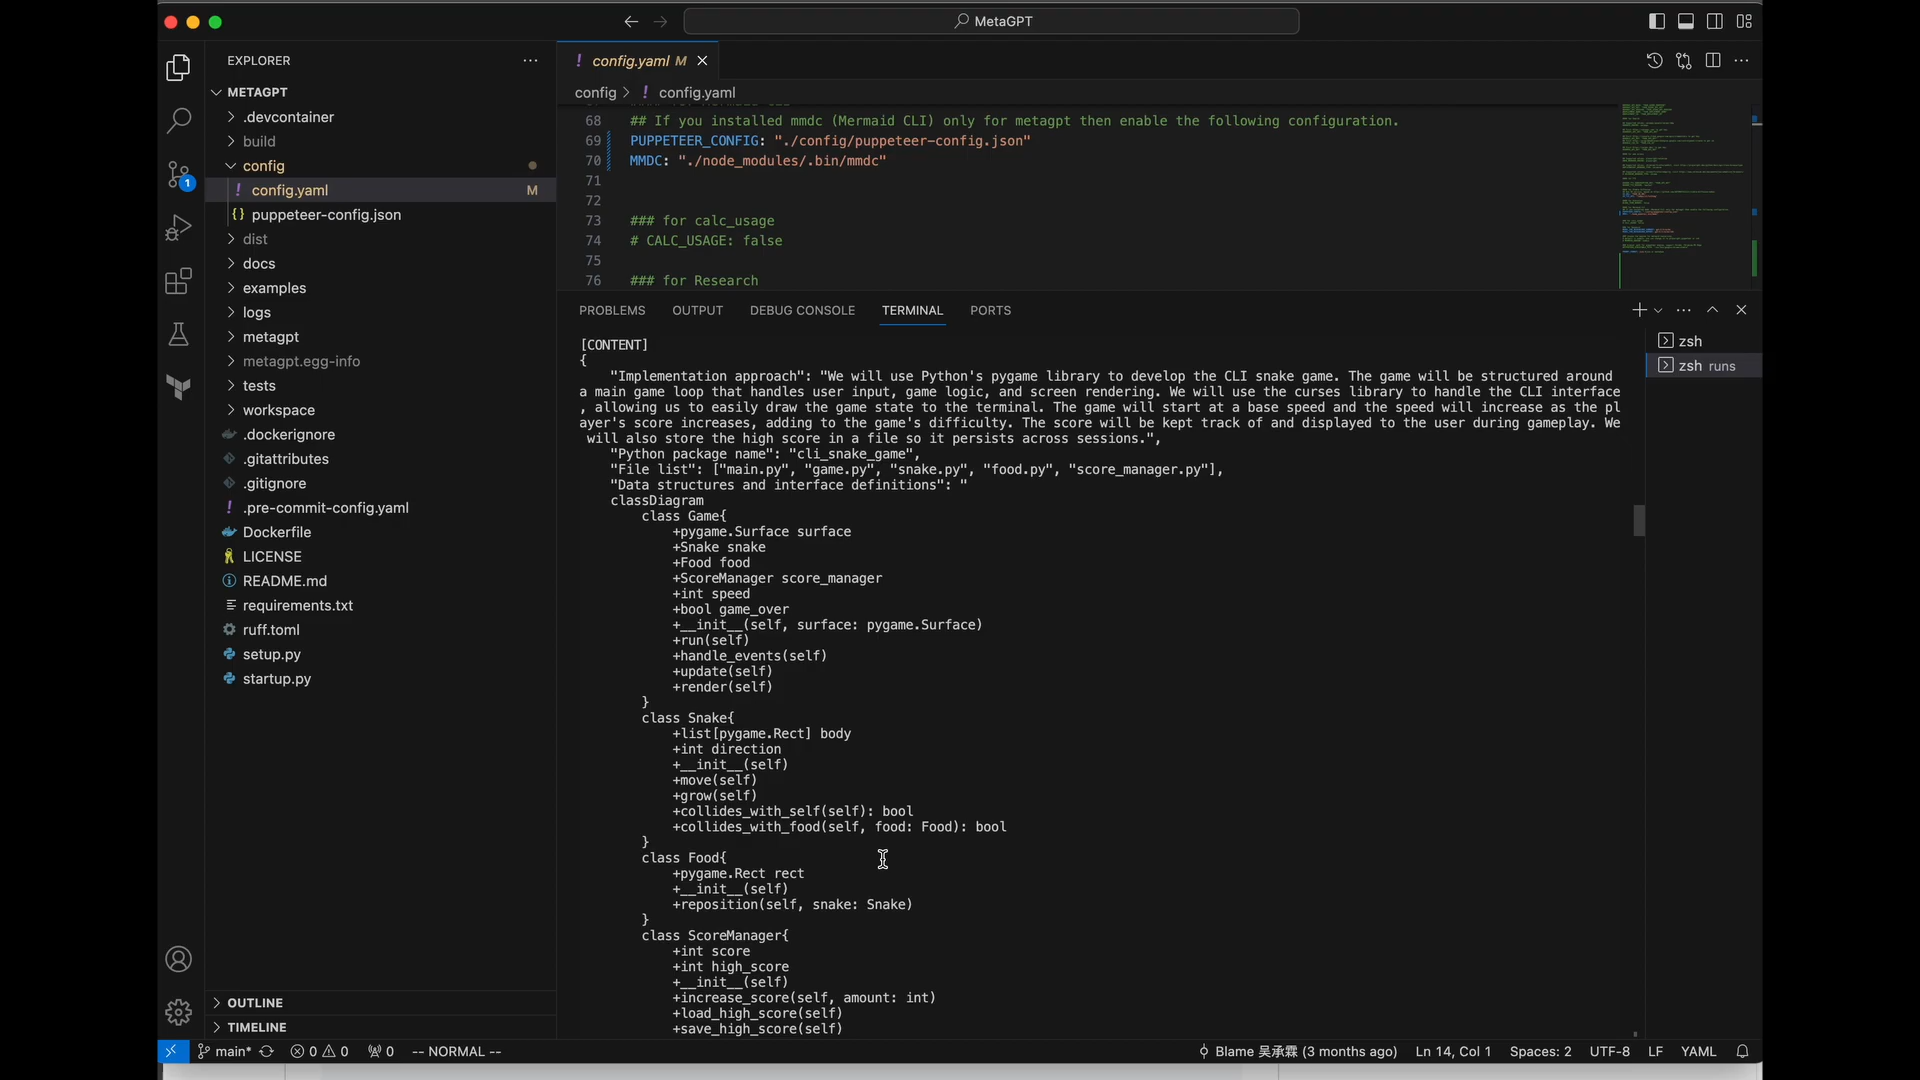 MetaGPT
EXPLORER
METAGPT
.devcontainer
build
config
config.yaml M
puppeteer-config.json
dist
docs
examples
logs
metagpt
metagpt.egg-info
tests
workspace
.dockerignore
.gitattributes
.gitignore
.pre-commit-config.yaml
Dockerfile
LICENSE
README.md
requirements.txt
ruff.toml
setup.py
startup.py
OUTLINE
TIMELINE
1
config.yaml M
config > config.yaml
68 ## If you installed mmdc (Mermaid CLI) only for metagpt then enable the following configuration.
69 PUPPETEER_CONFIG: "./config/puppeteer-config.json"
70 MMDC: "./node_modules/.bin/mmdc"
71
72
73 ### for calc_usage
74 # CALC_USAGE: false
75
76 ### for Research
PROBLEMS OUTPUT DEBUG CONSOLE TERMINAL PORTS
zsh
zsh runs
[CONTENT]
{
"Implementation approach": "We will use Python's pygame library to develop the CLI snake game. The game will be structured around
a main game loop that handles user input, game logic, and screen rendering. We will use the curses library to handle the CLI interface
, allowing us to easily draw the game state to the terminal. The game will start at a base speed and the speed will increase as the pl
ayer's score increases, adding to the game's difficulty. The score will be kept track of and displayed to the user during gameplay. We
will also store the high score in a file so it persists across sessions.",
"Python package name": "cli_snake_game",
"File list": ["main.py", "game.py", "snake.py", "food.py", "score_manager.py"],
"Data structures and interface definitions": "
classDiagram
class Game{
+pygame.Surface surface
+Snake snake
+Food food
+ScoreManager score_manager
+int speed
+bool game_over
+__init__(self, surface: pygame.Surface)
+run(self)
+handle_events(self)
+update(self)
+render(self)
}
class Snake{
+list[pygame.Rect] body
+int direction
+__init__(self)
+move(self)
+grow(self)
+collides_with_self(self): bool
+collides_with_food(self, food: Food): bool
}
class Food{
+pygame.Rect rect
+__init__(self)
+reposition(self, snake: Snake)
}
class ScoreManager{
+int score
+int high_score
+__init__(self)
+increase_score(self, amount: int)
+load_high_score(self)
+save_high_score(self)
main* 0 0 0 -- NORMAL -- Blame 吴承霖 (3 months ago) Ln 14, Col 1 Spaces: 2 UTF-8 LF YAML